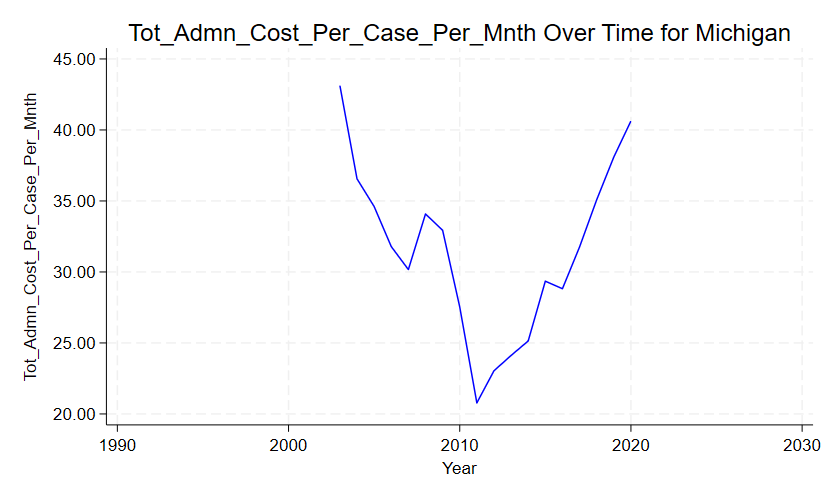 Tot_Admn_Cost_Per_Case_Per_Mnth Over Time for Michigan
Tot_Admn_Cost_Per_Case_Per_Mnth
45.00
40.00
35.00
30.00
25.00
20.00
1990 2000 2010 2020 2030
Year